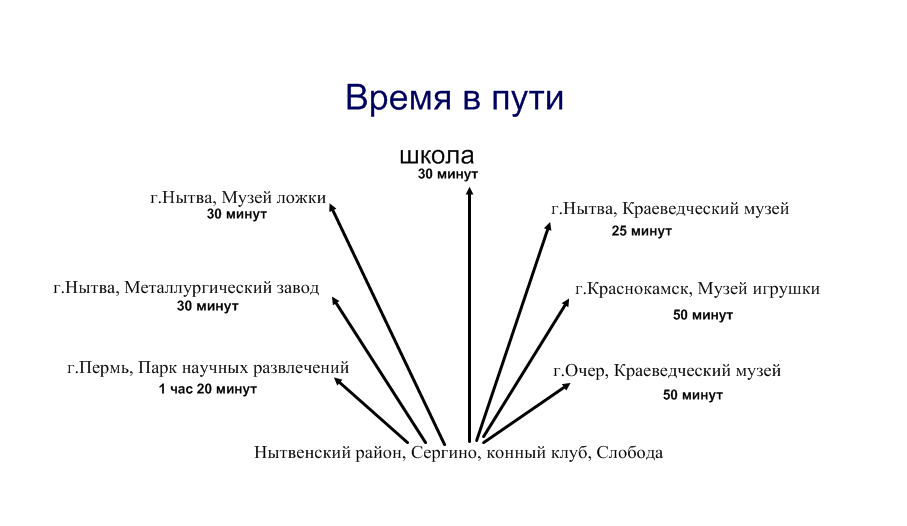 Время в пути
школа
30 минут
г.Нытва, Музей ложки
30 минут
г.Нытва, Краеведческий музей
25 минут
г.Нытва, Металлургический завод
30 минут
г.Краснокамск, Музей игрушки
50 минут
г.Пермь, Парк научных развлечений
1 час 20 минут
г.Очер, Краеведческий музей
50 минут
Нытвенский район, Сергино, конный клуб, Слобода